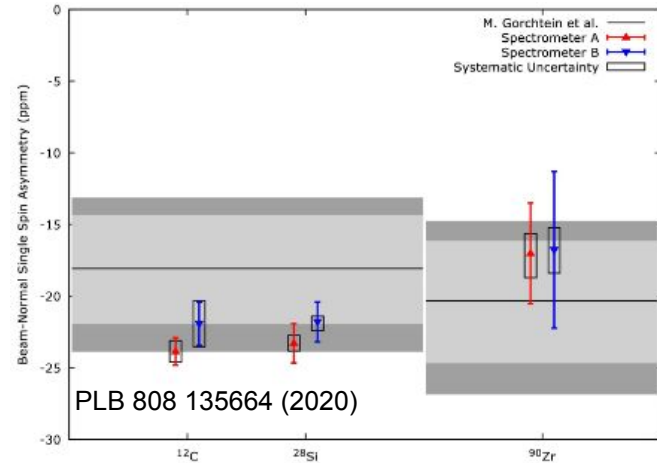 M. Gorchtein et al.
Spectrometer A
Spectrometer B
Systematic Uncertainty
Beam-Normal Single Spin Asymmetry (ppm)
0
-5
-10
-15
-20
-25
-30
PLB 808 135664 (2020)
¹²C
²⁸Si
⁹⁰Zr